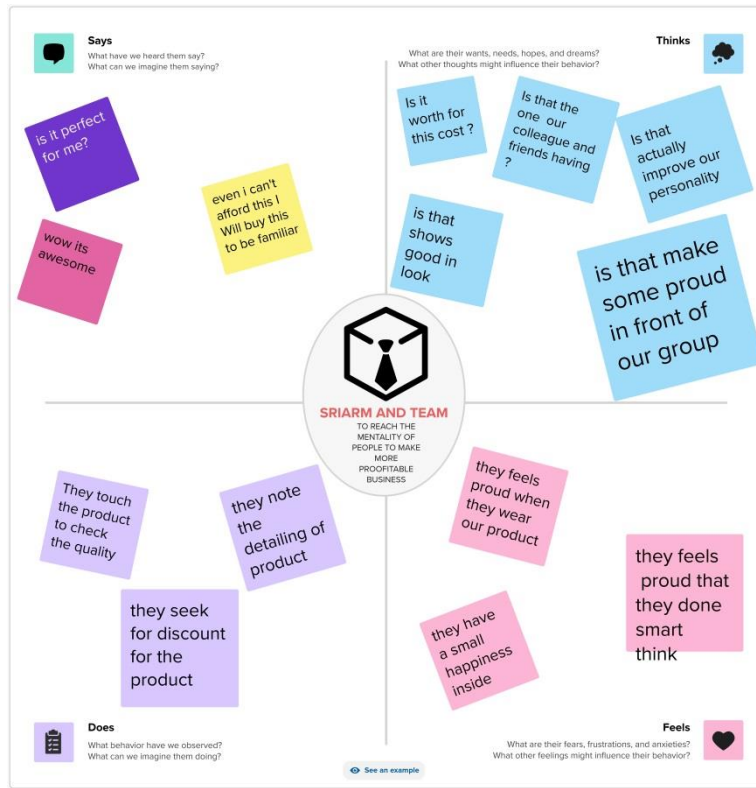 Says
What have we heard them say?
What can we imagine them saying?
is it perfect
for me?
wow its
awesome
even i can't
afford this I
Will buy this
to be familiar
Thinks
What are their wants, needs, hopes, and dreams?
What other thoughts might influence their behavior?
Is it
worth for
this cost ?
Is that the
one our
colleague and
friends having
?
Is that
actually
improve our
personality
is that
shows
good in
look
is that make
some proud
in front of
our group
SRIARM AND TEAM
TO REACH THE
MENTALITY OF
PEOPLE TO MAKE
MORE
PROOFITABLE
BUSINESS
They touch
the product
to check
the quality
they note
the
detailing of
product
they seek
for discount
for the
product
Does
What behavior have we observed?
What can we imagine them doing?
they feels
proud when
they wear
our product
they feels
proud that
they done
smart
think
they have
a small
happiness
inside
Feels
What are their fears, frustrations, and anxieties?
What other feelings might influence their behavior?
See an example